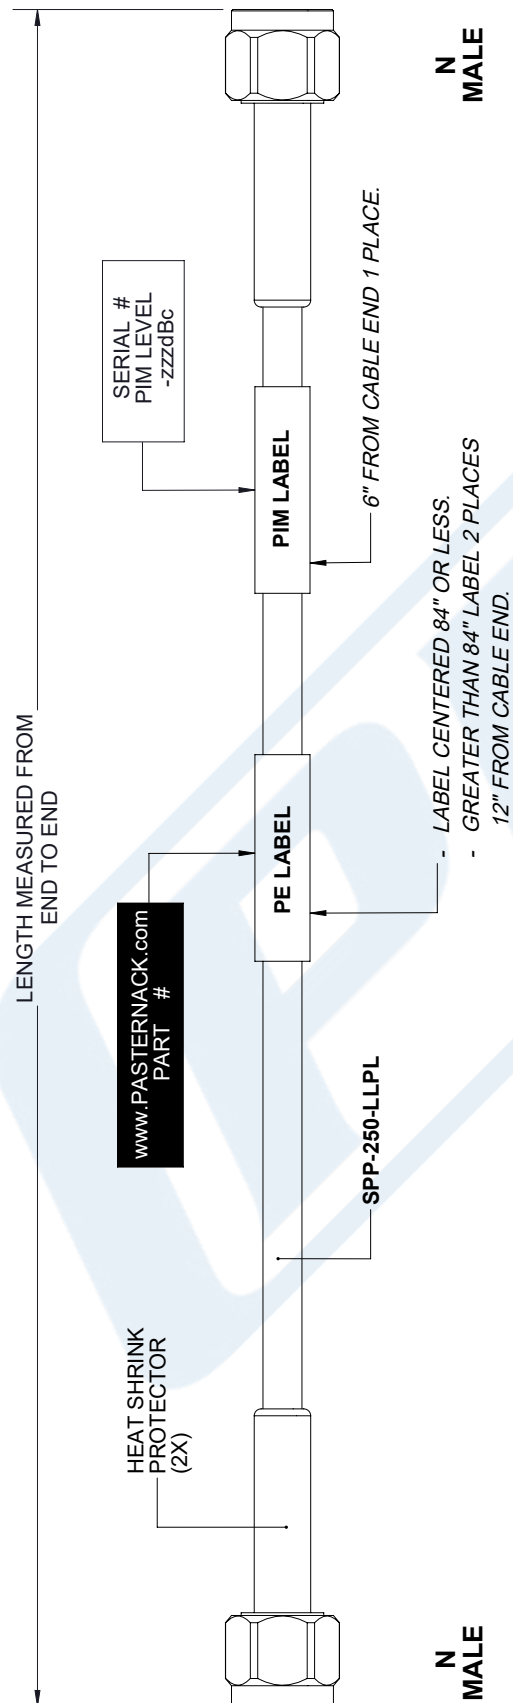 LENGTH MEASURED FROM
END TO END
HEAT SHRINK
PROTECTOR
(2X)
www.PASTERNACK.com
PART #
SERIAL #
PIM LEVEL
-zzzdBc
PE LABEL
PIM LABEL
SPP-250-LLPL
6" FROM CABLE END 1 PLACE.
- LABEL CENTERED 84" OR LESS.
- GREATER THAN 84" LABEL 2 PLACES
12" FROM CABLE END.
N
MALE
N
MALE